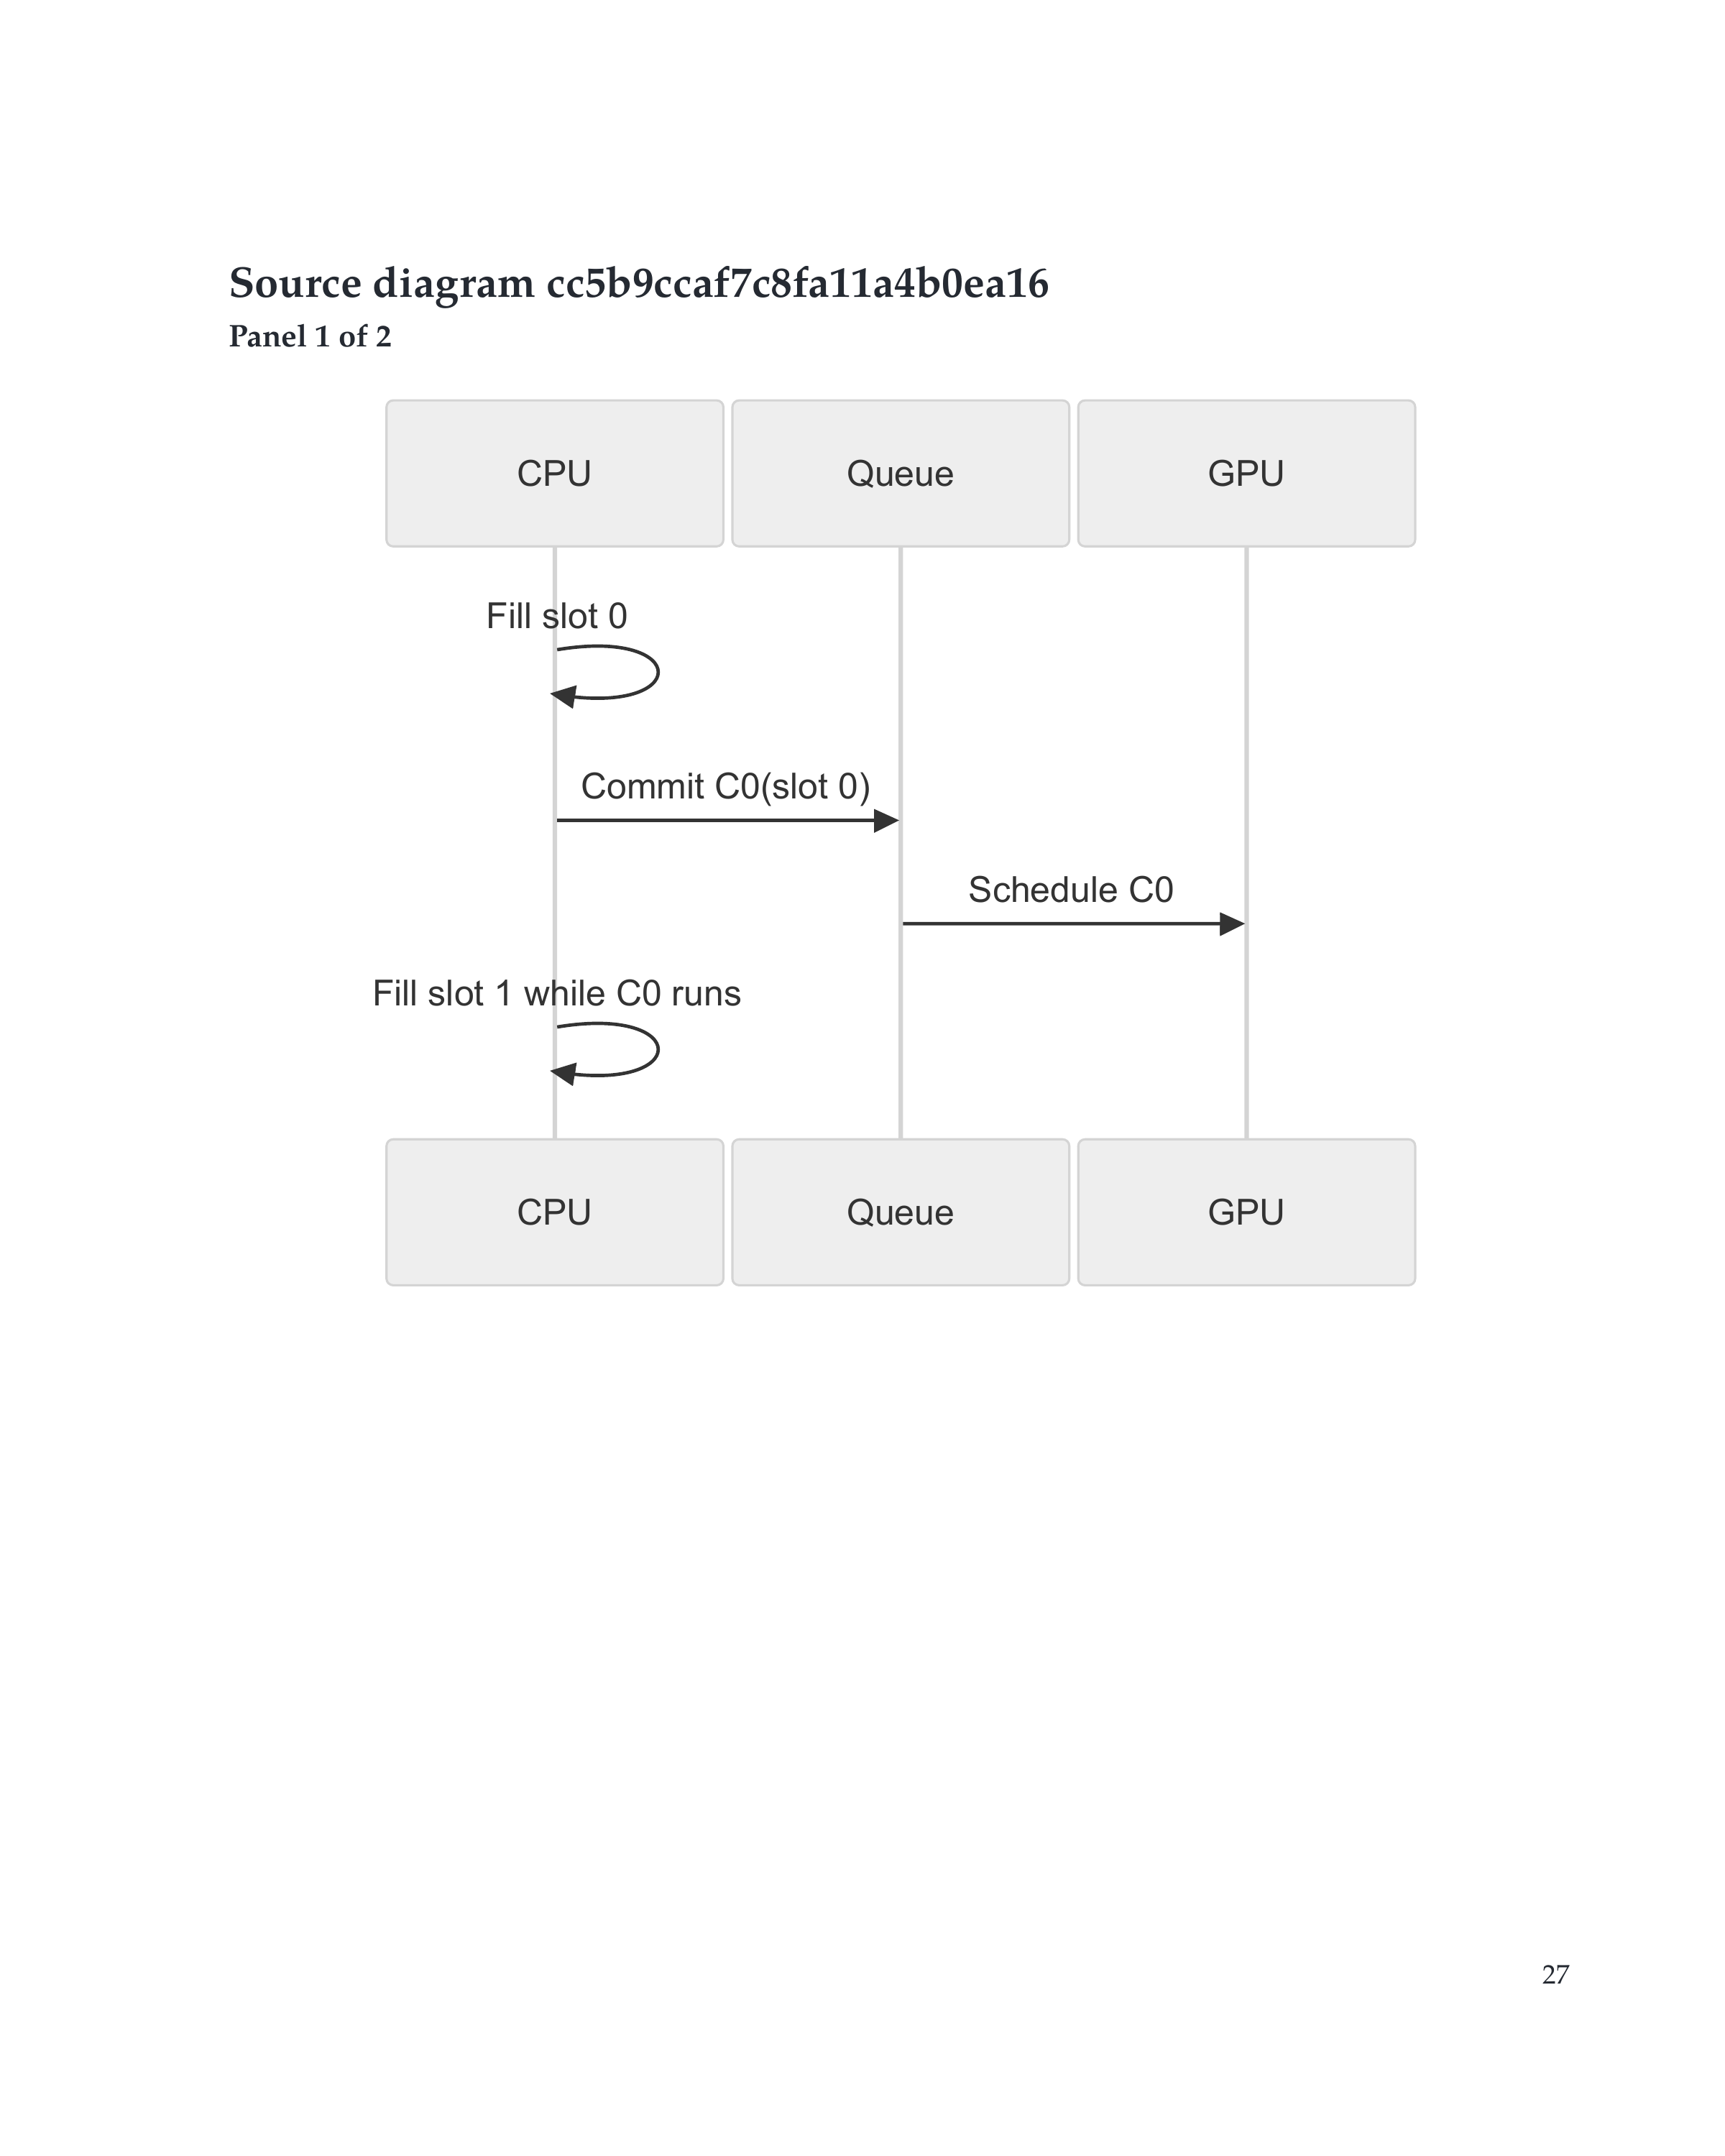 Source diagram cc5b9ccaf7c8fa11a4b0ea16
Panel 1 of 2
CPU
Queue
GPU
Fill slot 0
Commit C0(slot 0)
Schedule C0
Fill slot 1 while C0 runs
CPU
Queue
GPU
27